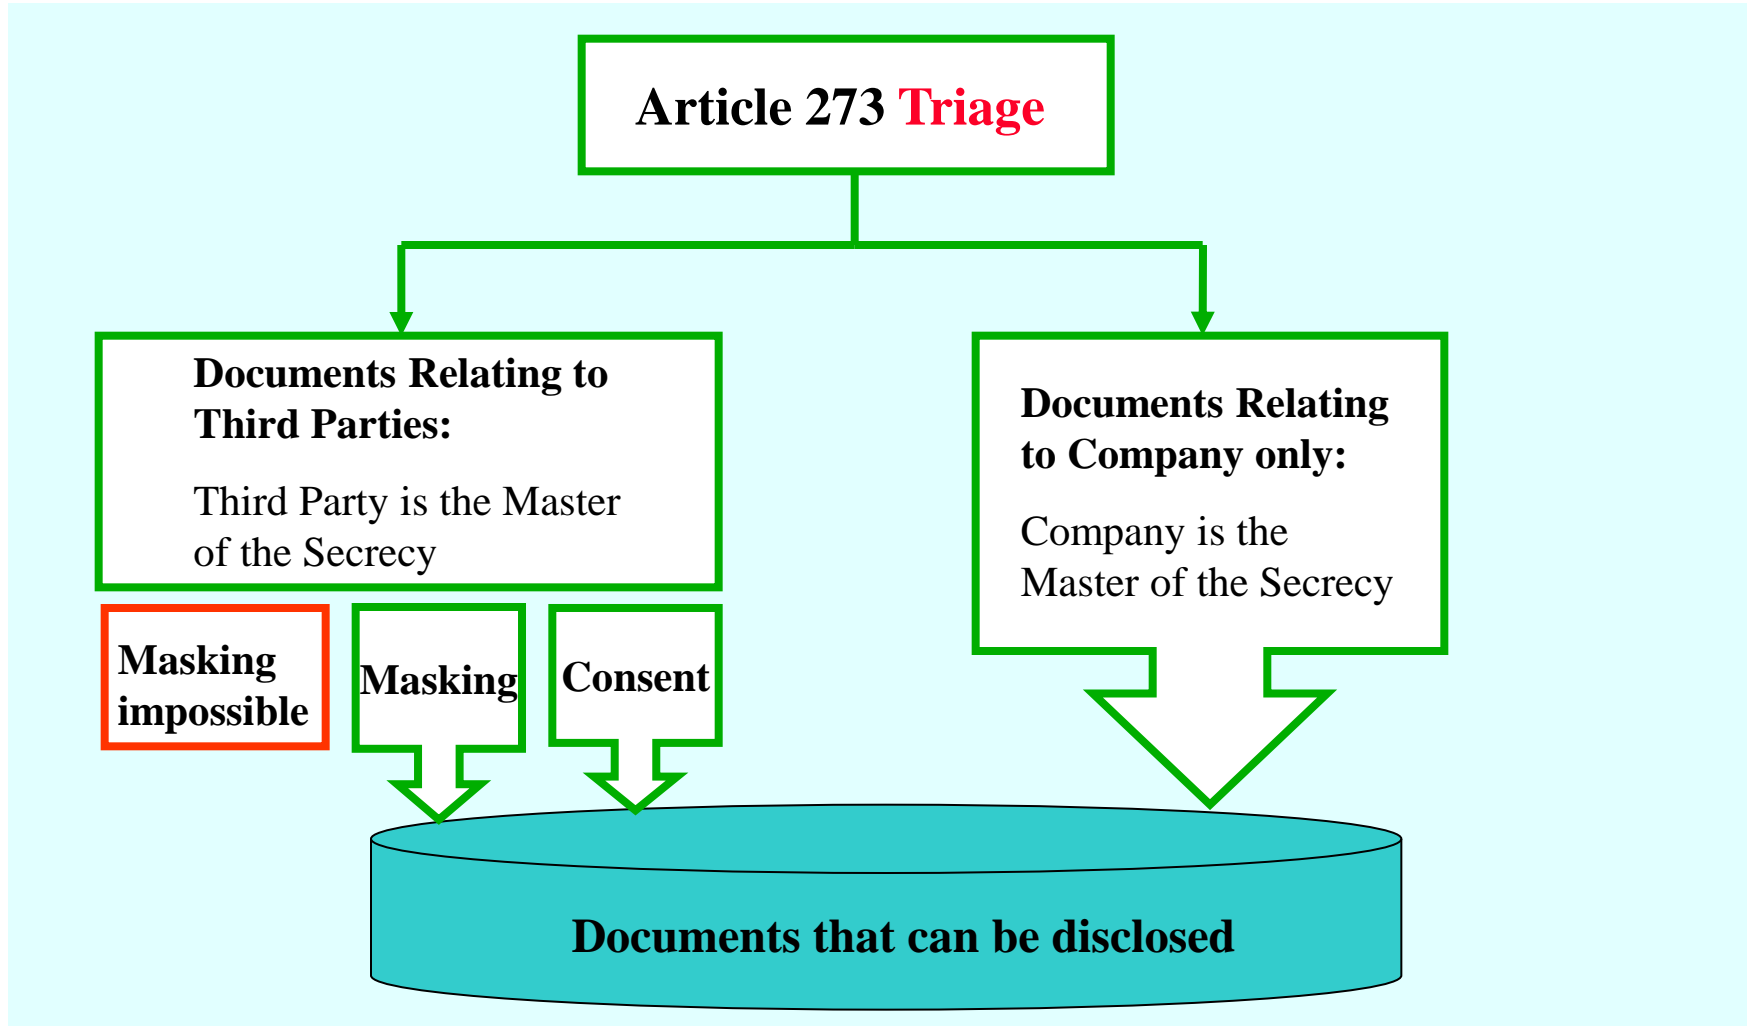 Article 273 Triage
Documents Relating to
Third Parties:
Third Party is the Master
of the Secrecy
Documents Relating
to Company only:
Company is the
Master of the Secrecy
Masking
impossible
Masking
Consent
Documents that can be disclosed